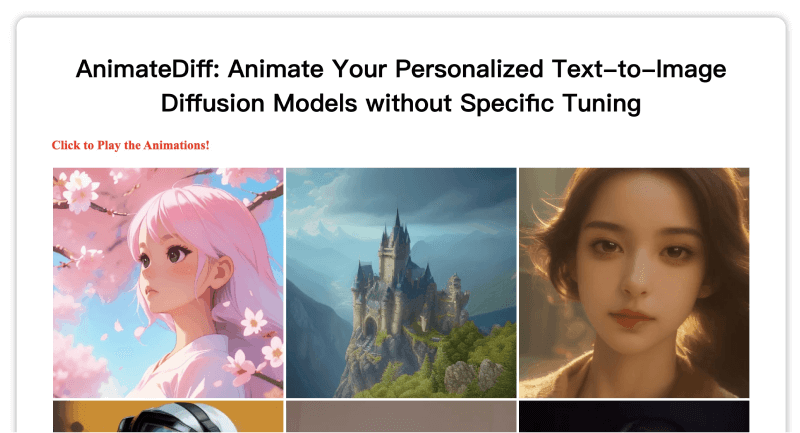 AnimateDiff: Animate Your Personalized Text-to-Image
Diffusion Models without Specific Tuning
Click to Play the Animations!